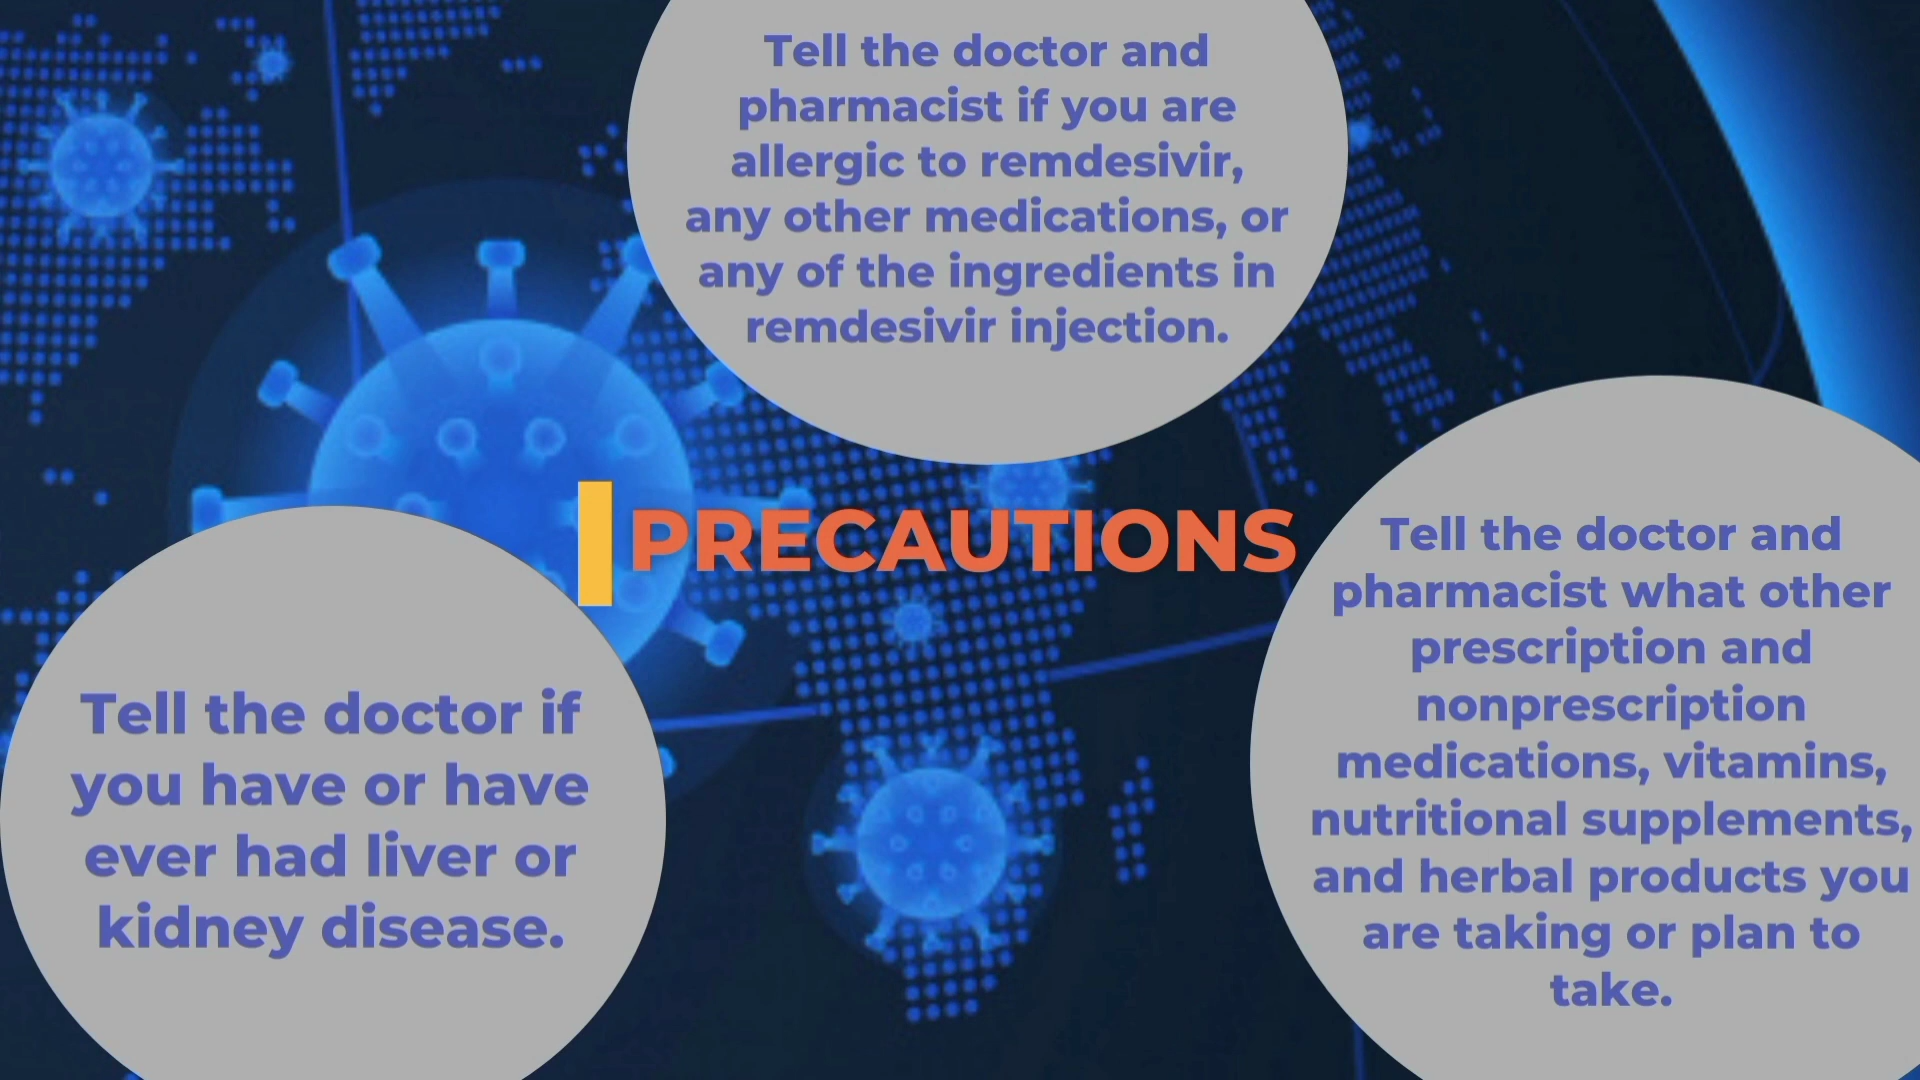 Tell the doctor and
pharmacist if you are
allergic to remdesivir,
any other medications, or
any of the ingredients in
remdesivir injection.
PRECAUTIONS
Tell the doctor if
you have or have
ever had liver or
kidney disease.
Tell the doctor and
pharmacist what other
prescription and
nonprescription
medications, vitamins,
nutritional supplements,
and herbal products you
are taking or plan to
take.